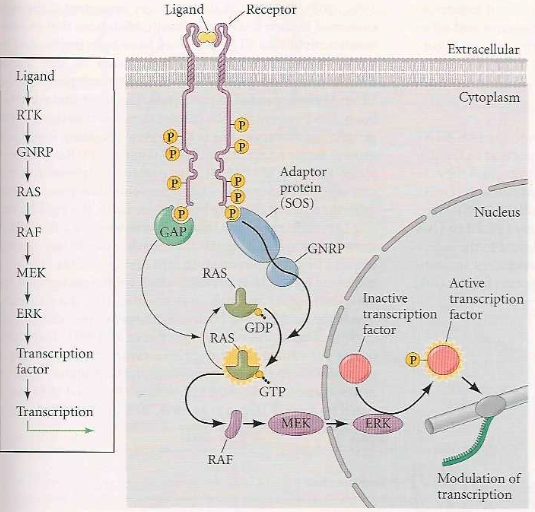 Ligand
Receptor
Extracellular
Cytoplasm
Ligand
RTK
GNRP
RAS
RAF
MEK
ERK
Transcription
factor
Transcription
P
P
P
P
P
P
P
P
P
Adaptor
protein
(SOS)
Nucleus
GAP
GNRP
RAS
GDP
RAS
GTP
Inactive
transcription
factor
Active
transcription
factor
P
RAF
MEK
ERK
Modulation of
transcription